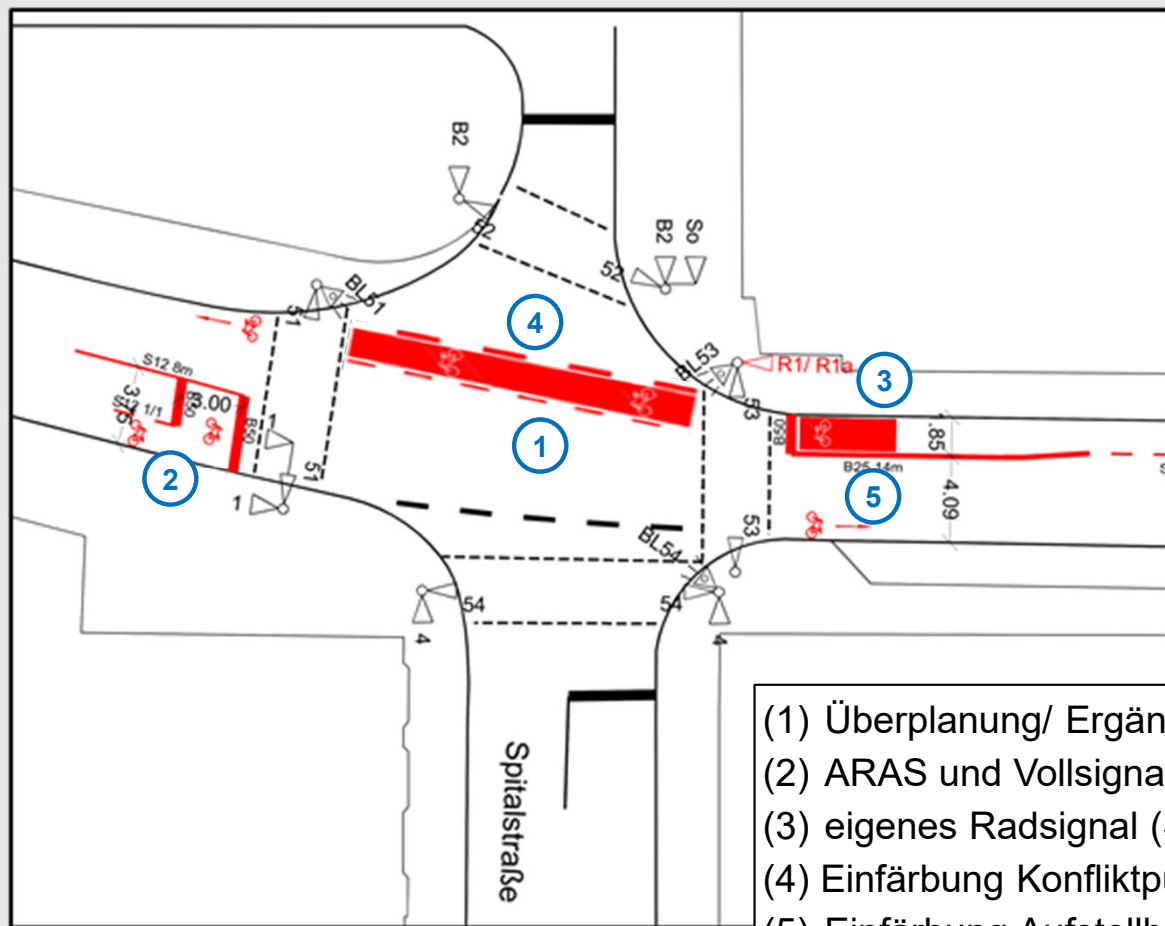 B2
52
B2
So
52
BL51
51
4
BL53
R1/ R1a
3
53
S12 8m
3.00
B50
S12 1/1
B50
1
51
1
2
1
B50
.85
B25 14m
5
4.09
53
BL54
54
54
4
4
Spitalstraße
(1) Überplanung/ Ergän
(2) ARAS und Vollsigna
(3) eigenes Radsignal (
(4) Einfärbung Konfliktpu